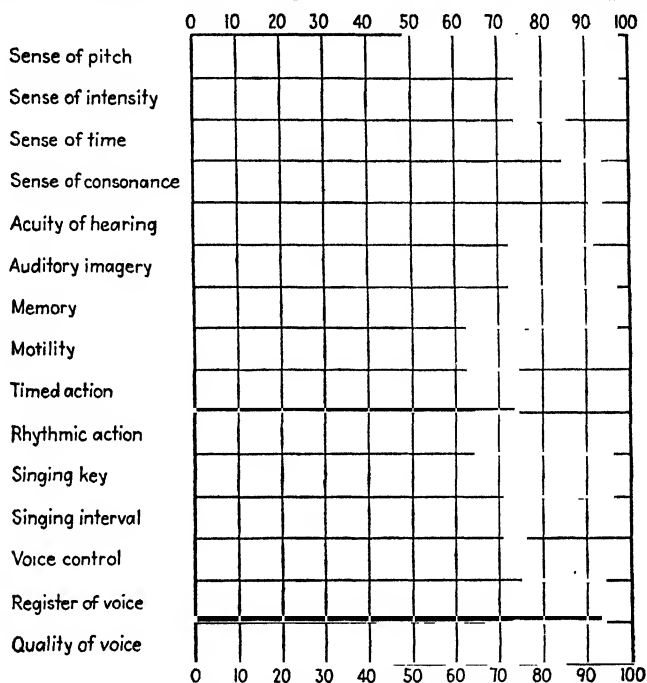 0 10 20 30 40 50 60 70 80 90 100
Sense of pitch
Sense of intensity
Sense of time
Sense of consonance
Acuity of hearing
Auditory imagery
Memory
Motility
Timed action
Rhythmic action
Singing key
Singing interval
Voice control
Register of voice
Quality of voice
0 10 20 30 40 50 60 70 80 90 100